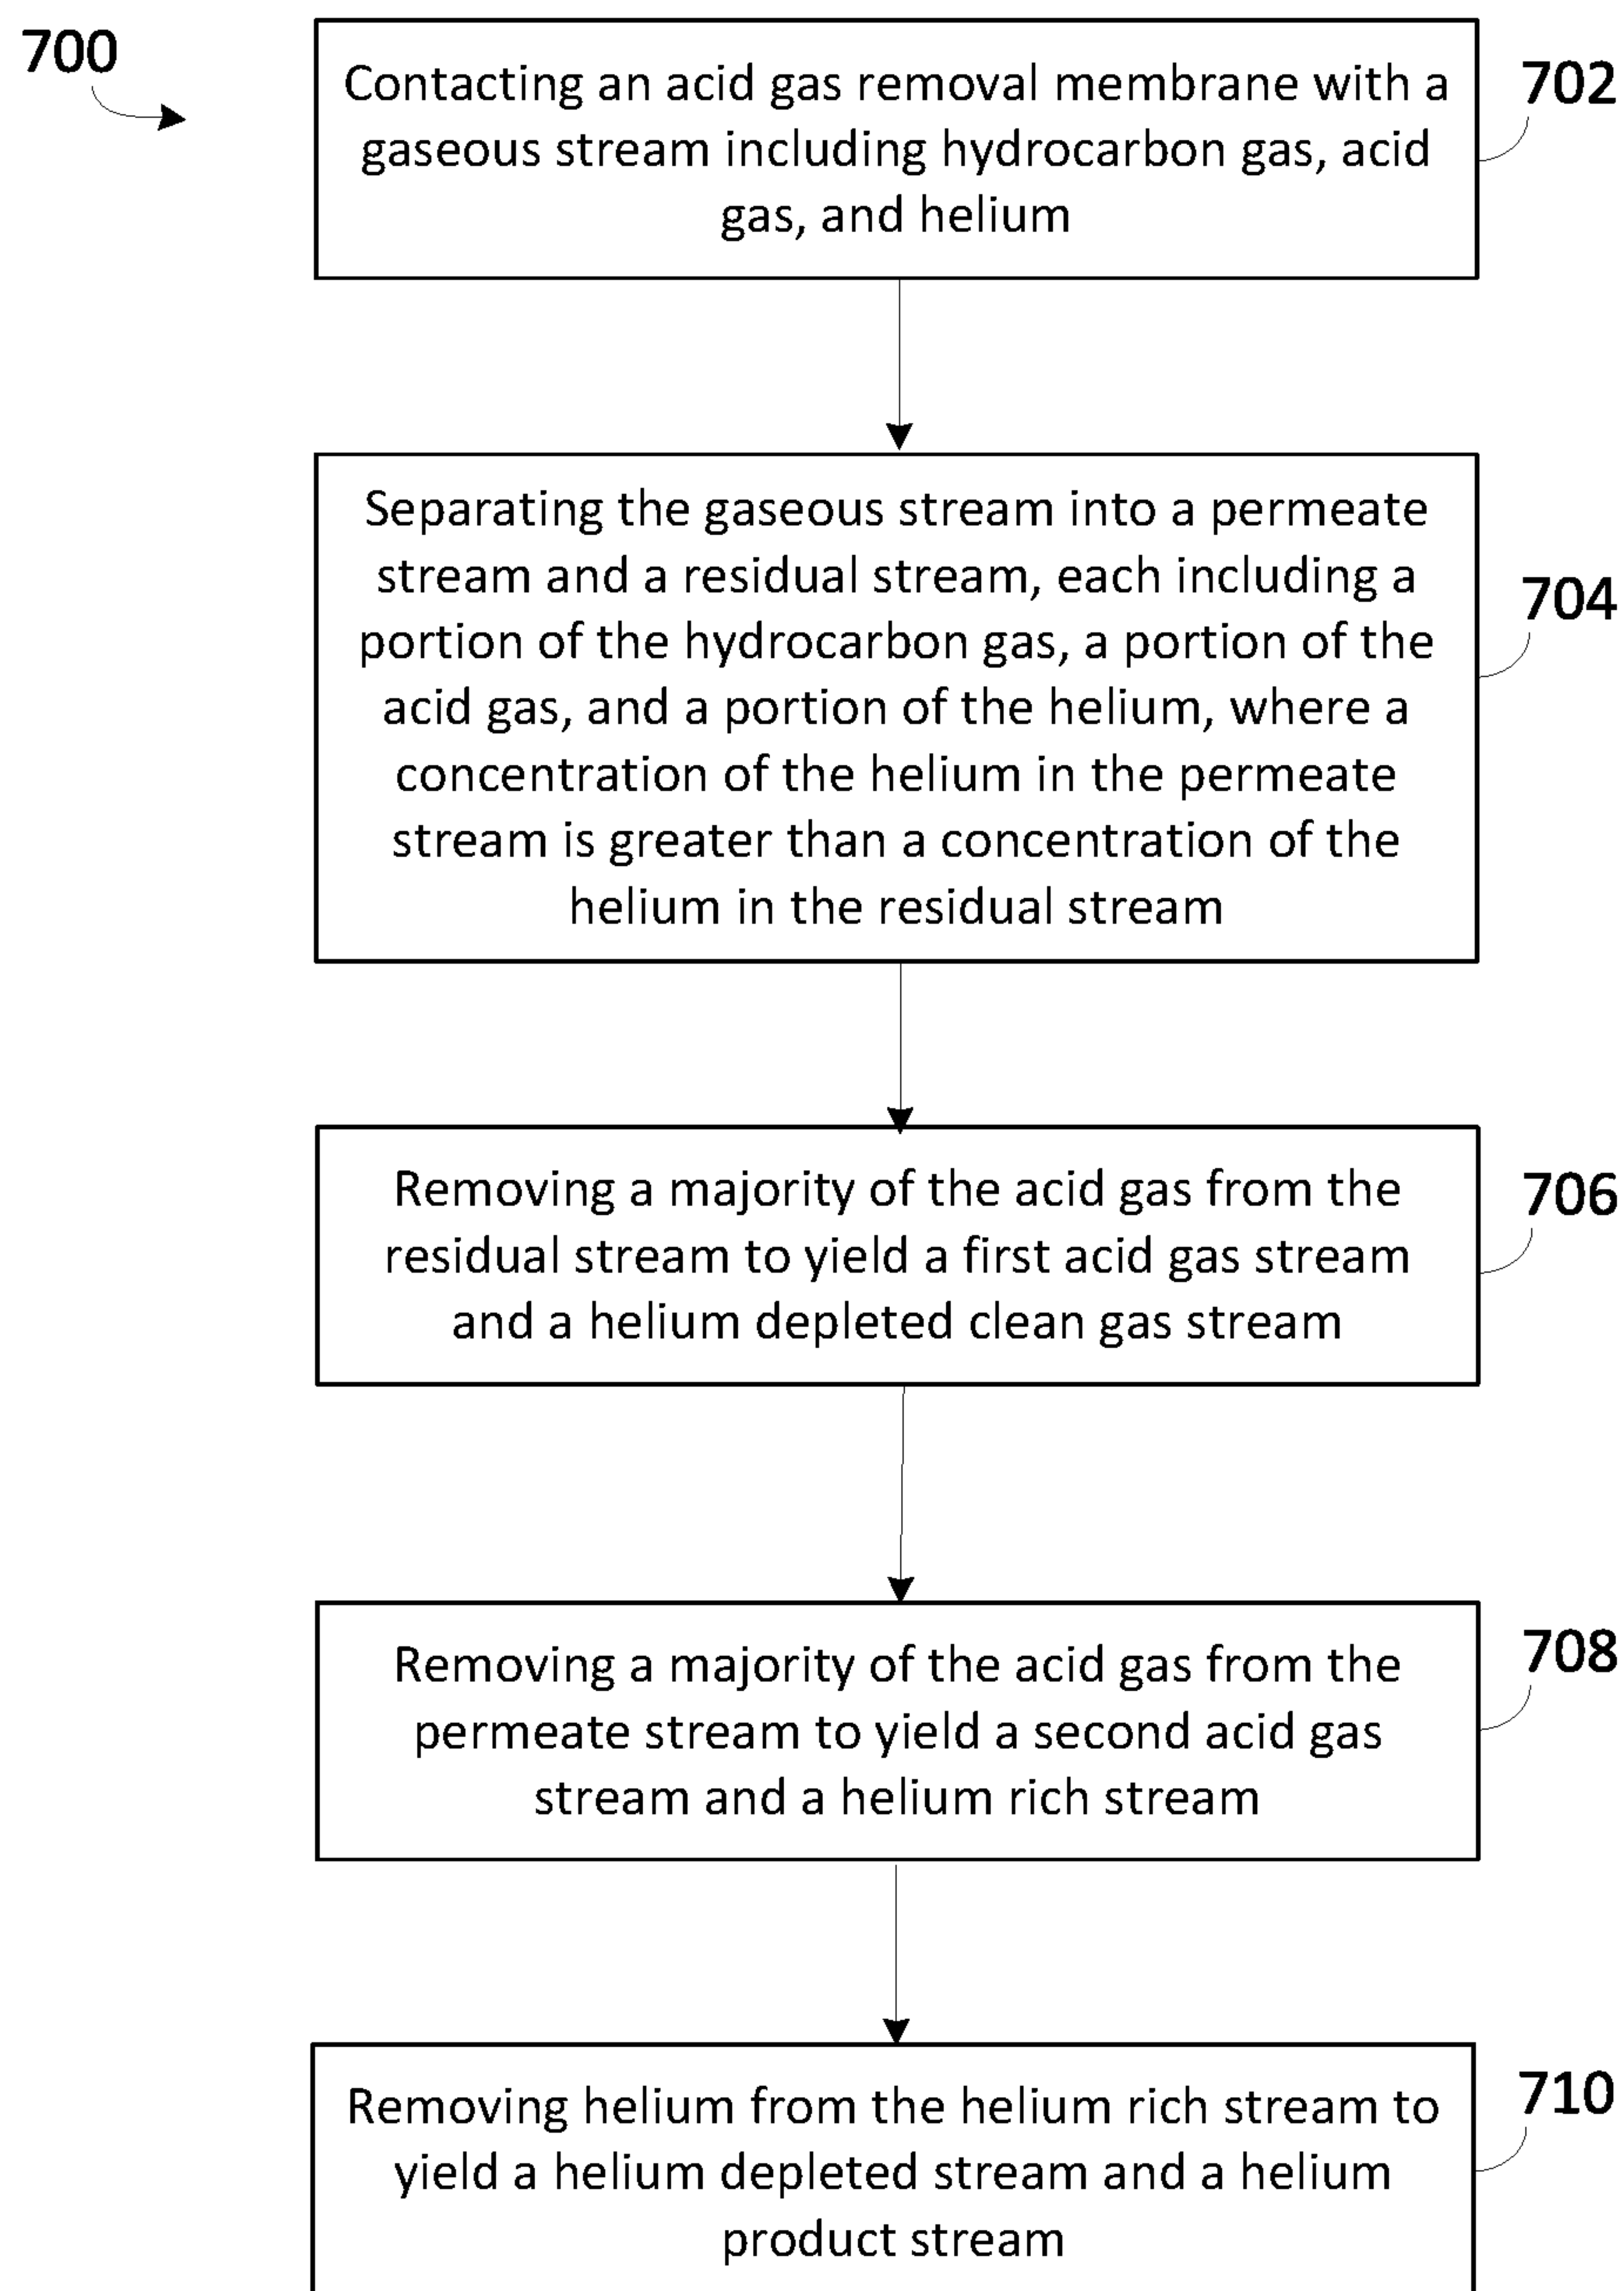 700
Contacting an acid gas removal membrane with a
gaseous stream including hydrocarbon gas, acid
gas, and helium
702
Separating the gaseous stream into a permeate
stream and a residual stream, each including a
portion of the hydrocarbon gas, a portion of the
acid gas, and a portion of the helium, where a
concentration of the helium in the permeate
stream is greater than a concentration of the
helium in the residual stream
704
Removing a majority of the acid gas from the
residual stream to yield a first acid gas stream
and a helium depleted clean gas stream
706
Removing a majority of the acid gas from the
permeate stream to yield a second acid gas
stream and a helium rich stream
708
Removing helium from the helium rich stream to
yield a helium depleted stream and a helium
product stream
710